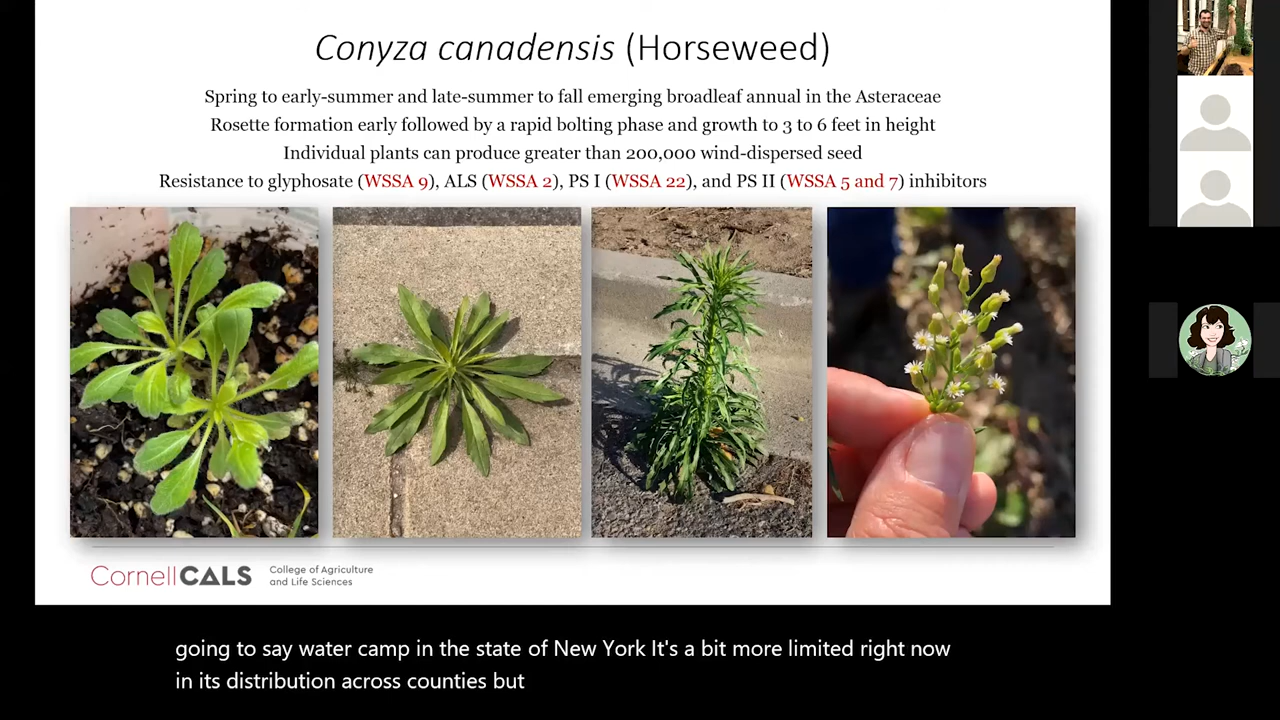 Conyza canadensis (Horseweed)
Spring to early-summer and late-summer to fall emerging broadleaf annual in the Asteraceae
Rosette formation early followed by a rapid bolting phase and growth to 3 to 6 feet in height
Individual plants can produce greater than 200,000 wind-dispersed seed
Resistance to glyphosate (WSSA 9), ALS (WSSA 2), PS I (WSSA 22), and PS II (WSSA 5 and 7) inhibitors
CornellCALS
College of Agriculture
and Life Sciences
going to say water camp in the state of New York It's a bit more limited right now
in its distribution across counties but